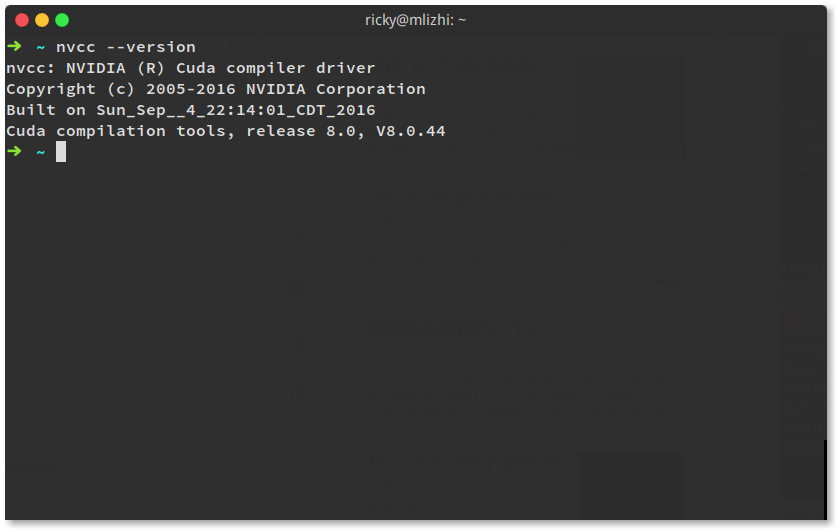 ricky@mlizhi: ~
➜ ~ nvcc --version
nvcc: NVIDIA (R) Cuda compiler driver
Copyright (c) 2005-2016 NVIDIA Corporation
Built on Sun_Sep__4_22:14:01_CDT_2016
Cuda compilation tools, release 8.0, V8.0.44
➜ ~